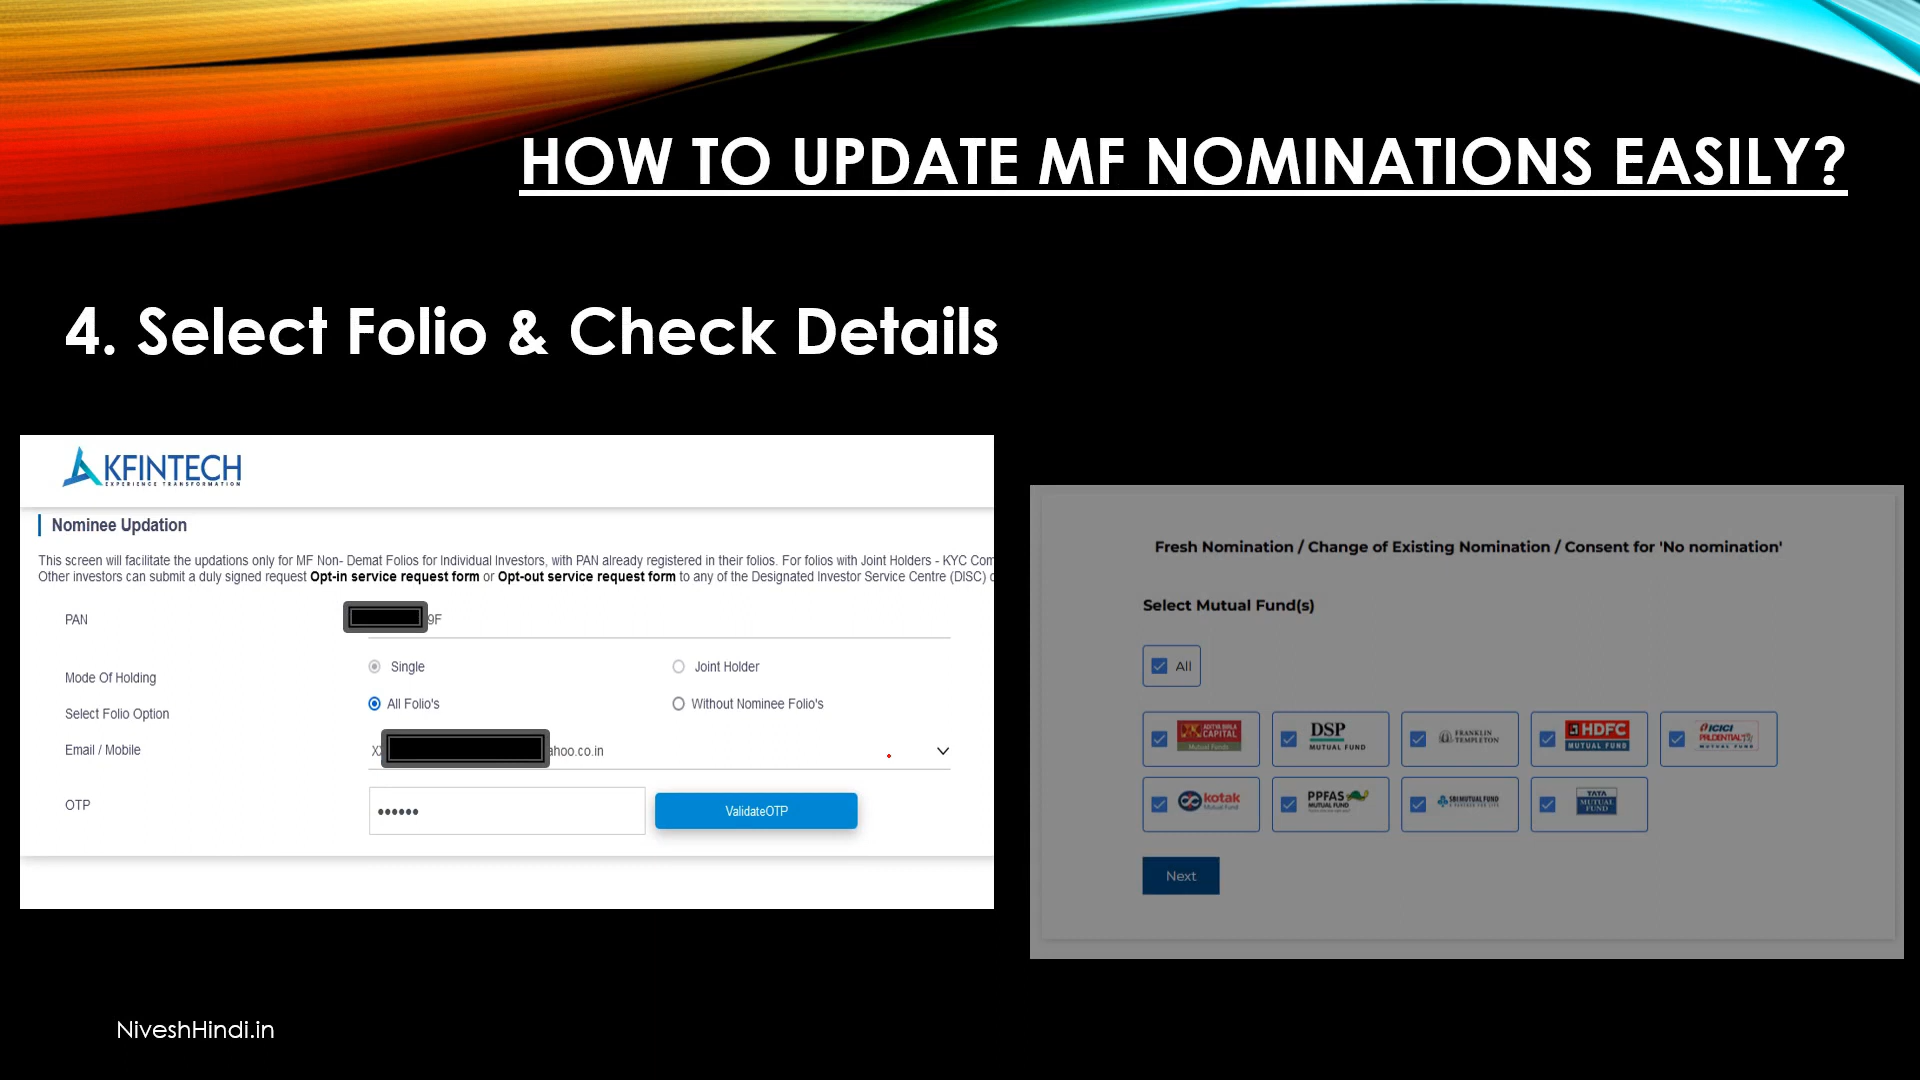 HOW TO UPDATE MF NOMINATIONS EASILY?
4. Select Folio & Check Details
KFINTECH
EXPERIENCE TRANSFORMATION
Nominee Updation
This screen will facilitate the updations only for MF Non- Demat Folios for Individual Investors, with PAN already registered in their folios. For folios with Joint Holders - KYC Com
Other investors can submit a duly signed request Opt-in service request form or Opt-out service request form to any of the Designated Investor Service Centre (DISC)
PAN 9F
Mode Of Holding Single Joint Holder
Select Folio Option All Folio's Without Nominee Folio's
Email / Mobile ahoo.co.in
OTP •••••• ValidateOTP
Fresh Nomination / Change of Existing Nomination / Consent for 'No nomination'
Select Mutual Fund(s)
All
ADITYA BIRLA CAPITAL Mutual Funds
DSP MUTUAL FUND
FRANKLIN TEMPLETON
HDFC MUTUAL FUND
ICICI PRUDENTIAL MUTUAL FUND
kotak Mutual Fund
PPFAS MUTUAL FUND
SBI MUTUAL FUND
TATA MUTUAL FUND
Next
NiveshHindi.in